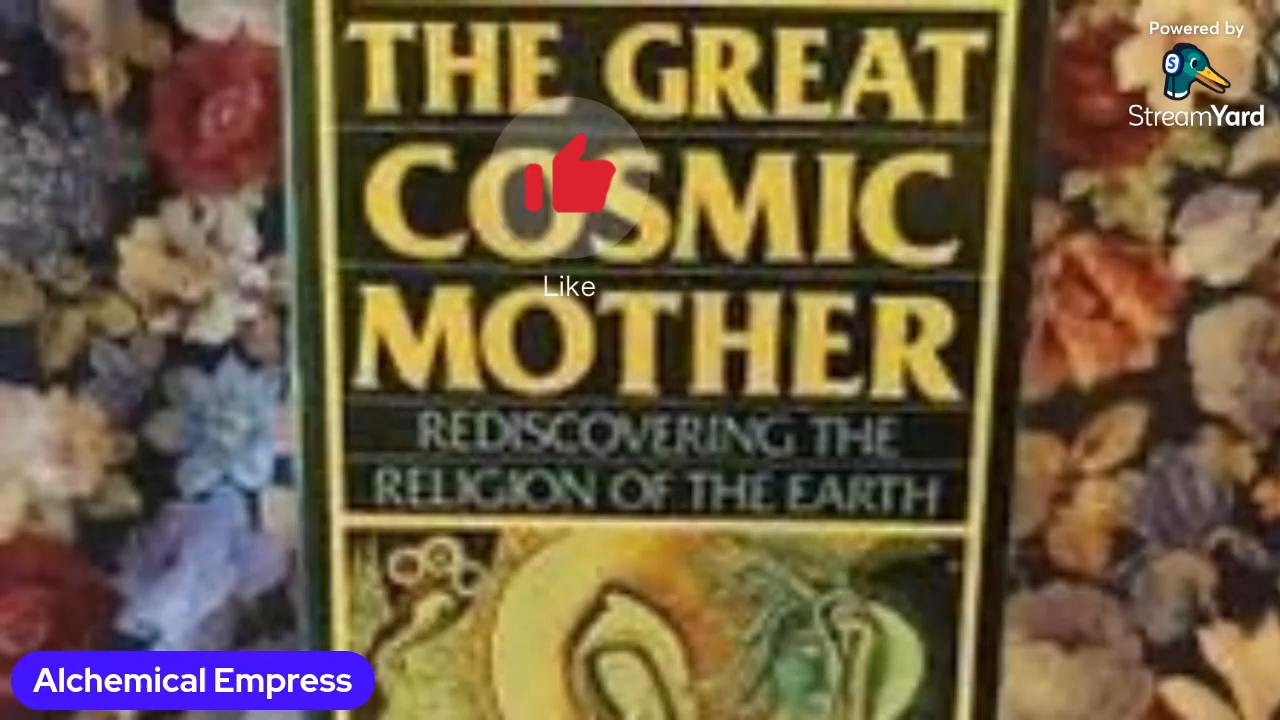 THE GREAT
COSMIC
MOTHER
REDISCOVERING THE
RELIGION OF THE EARTH
Like
Powered by
S
StreamYard
Alchemical Empress